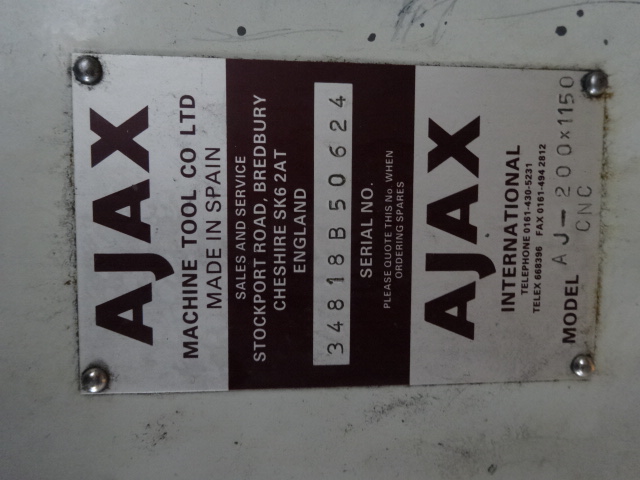 AJAX
MACHINE TOOL CO LTD
MADE IN SPAIN
SALES AND SERVICE
STOCKPORT ROAD, BREDBURY
CHESHIRE SK6 2AT
ENGLAND
34818B50624
SERIAL NO.
PLEASE QUOTE THIS No. WHEN
ORDERING SPARES
AJAX
INTERNATIONAL
TELEPHONE 0161-430-5231
TELEX 668396 FAX 0161-494 2812
MODEL AJ-200x1150
CNC